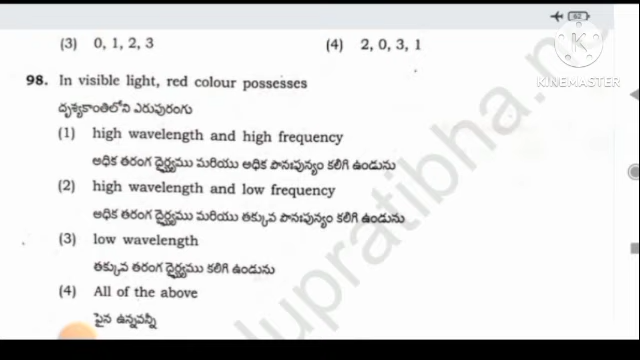 62
(3) 0, 1, 2, 3 (4) 2, 0, 3, 1
KINEMASTER
98. In visible light, red colour possesses
దృశ్యకాంతిలోని ఎరుపురంగు
(1) high wavelength and high frequency
అధిక తరంగ దైర్ఘ్యము మరియు అధిక పౌనఃపున్యం కలిగి ఉండును
(2) high wavelength and low frequency
అధిక తరంగ దైర్ఘ్యము మరియు తక్కువ పౌనఃపున్యం కలిగి ఉండును
(3) low wavelength
తక్కువ తరంగ దైర్ఘ్యము కలిగి ఉండును
(4) All of the above
పైన ఉన్నవన్నీ
lupratibha.ne